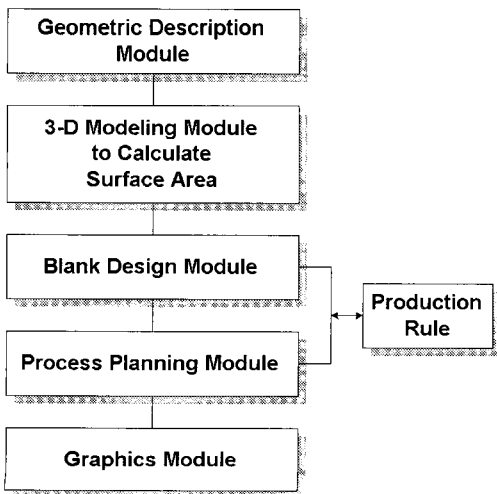 Geometric Description
Module
3-D Modeling Module
to Calculate
Surface Area
Blank Design Module
Production
Rule
Process Planning Module
Graphics Module